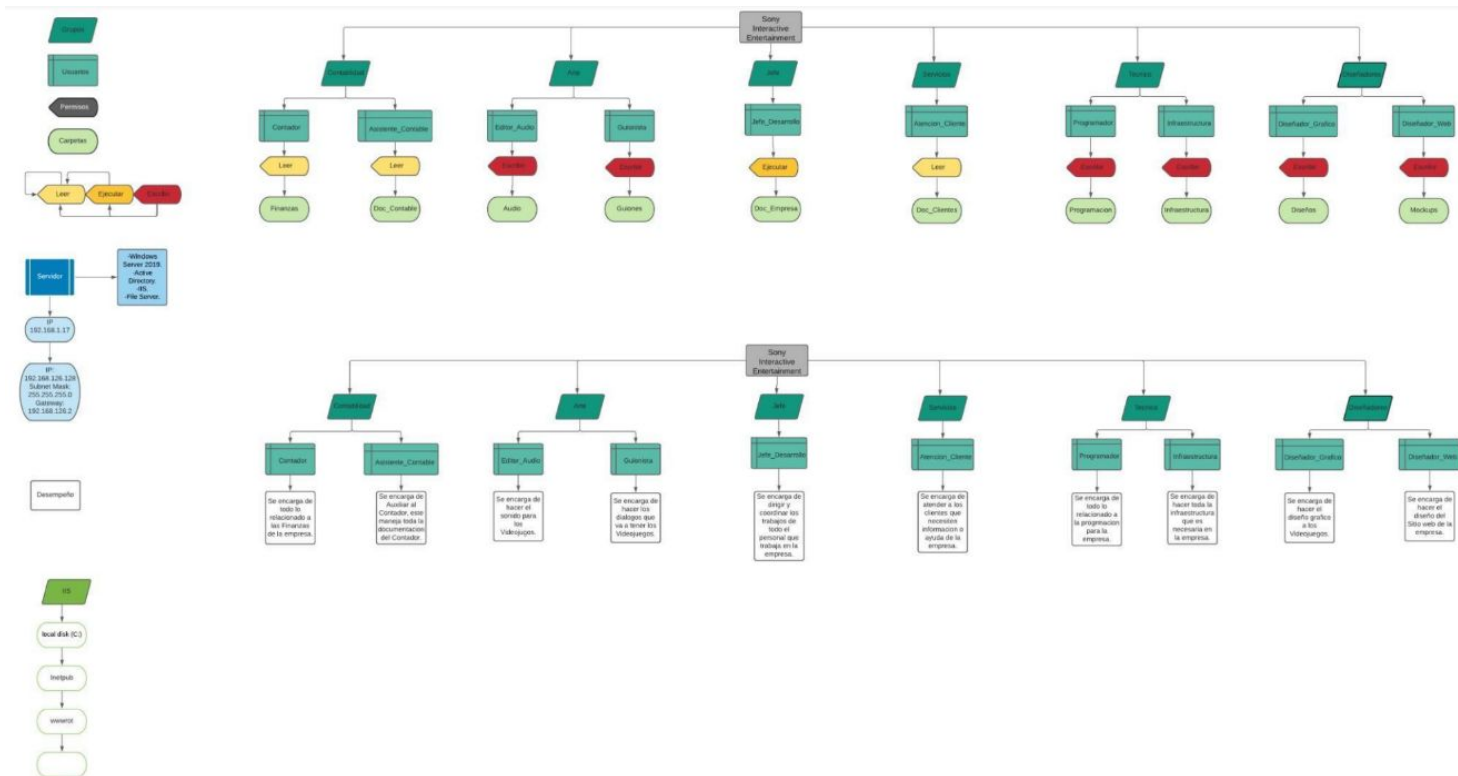 Grupos
Usuarios
Permisos
Carpetas
Leer
Ejecutar
Escribir
Sony
Interactive
Entertainment
Contabilidad
Arte
Jefe
Servicios
Tecnico
Diseñadores
Contador
Asistente_Contable
Editor_Audio
Guionista
Jefe_Desarrollo
Atencion_Cliente
Programador
Infraestructura
Diseñador_Grafico
Diseñador_Web
Leer
Leer
Escribir
Escribir
Ejecutar
Leer
Escribir
Escribir
Escribir
Escribir
Finanzas
Doc_Contable
Audio
Guiones
Doc_Empresa
Doc_Clientes
Programacion
Infraestructura
Diseños
Mockups
Servidor
-Windows
Server 2019.
-Active
Directory.
-IIS.
-File Server.
IP
192.168.1.17
IP:
192.168.126.128
Subnet Mask:
255.255.255.0
Gateway:
192.168.126.2
Sony
Interactive
Entertainment
Contabilidad
Arte
Jefe
Servicios
Tecnico
Diseñadores
Contador
Asistente_Contable
Editor_Audio
Guionista
Jefe_Desarrollo
Atencion_Cliente
Programador
Infraestructura
Diseñador_Grafico
Diseñador_Web
Desempeño
Se encarga de
todo lo
relacionado a
las Finanzas
de la empresa.
Se encarga de
Auxiliar al
Contador, este
maneja toda la
documentacion
del Contador.
Se encarga de
hacer el
sonido para
los
Videojugos.
Se encarga de
hacer los
dialogos que
va a tener los
Videojuegos.
Se encarga de
dirigir y
coordinar los
trabajos de
todo el
personal que
trabaja en la
empresa.
Se encarga de
atender a los
clientes que
necesiten
informacion o
ayuda de la
empresa.
Se encarga de
todo lo
relacionado a
la progrmacion
para la
empresa.
Se encarga de
hacer toda la
infraestructura
que es
necesaria en
la empresa.
Se encarga de
hacer el
diseño grafico
a los
Videojuegos.
Se encarga de
hacer el
diseño del
Sitio web de la
empresa.
IIS
local disk (C:)
Inetpub